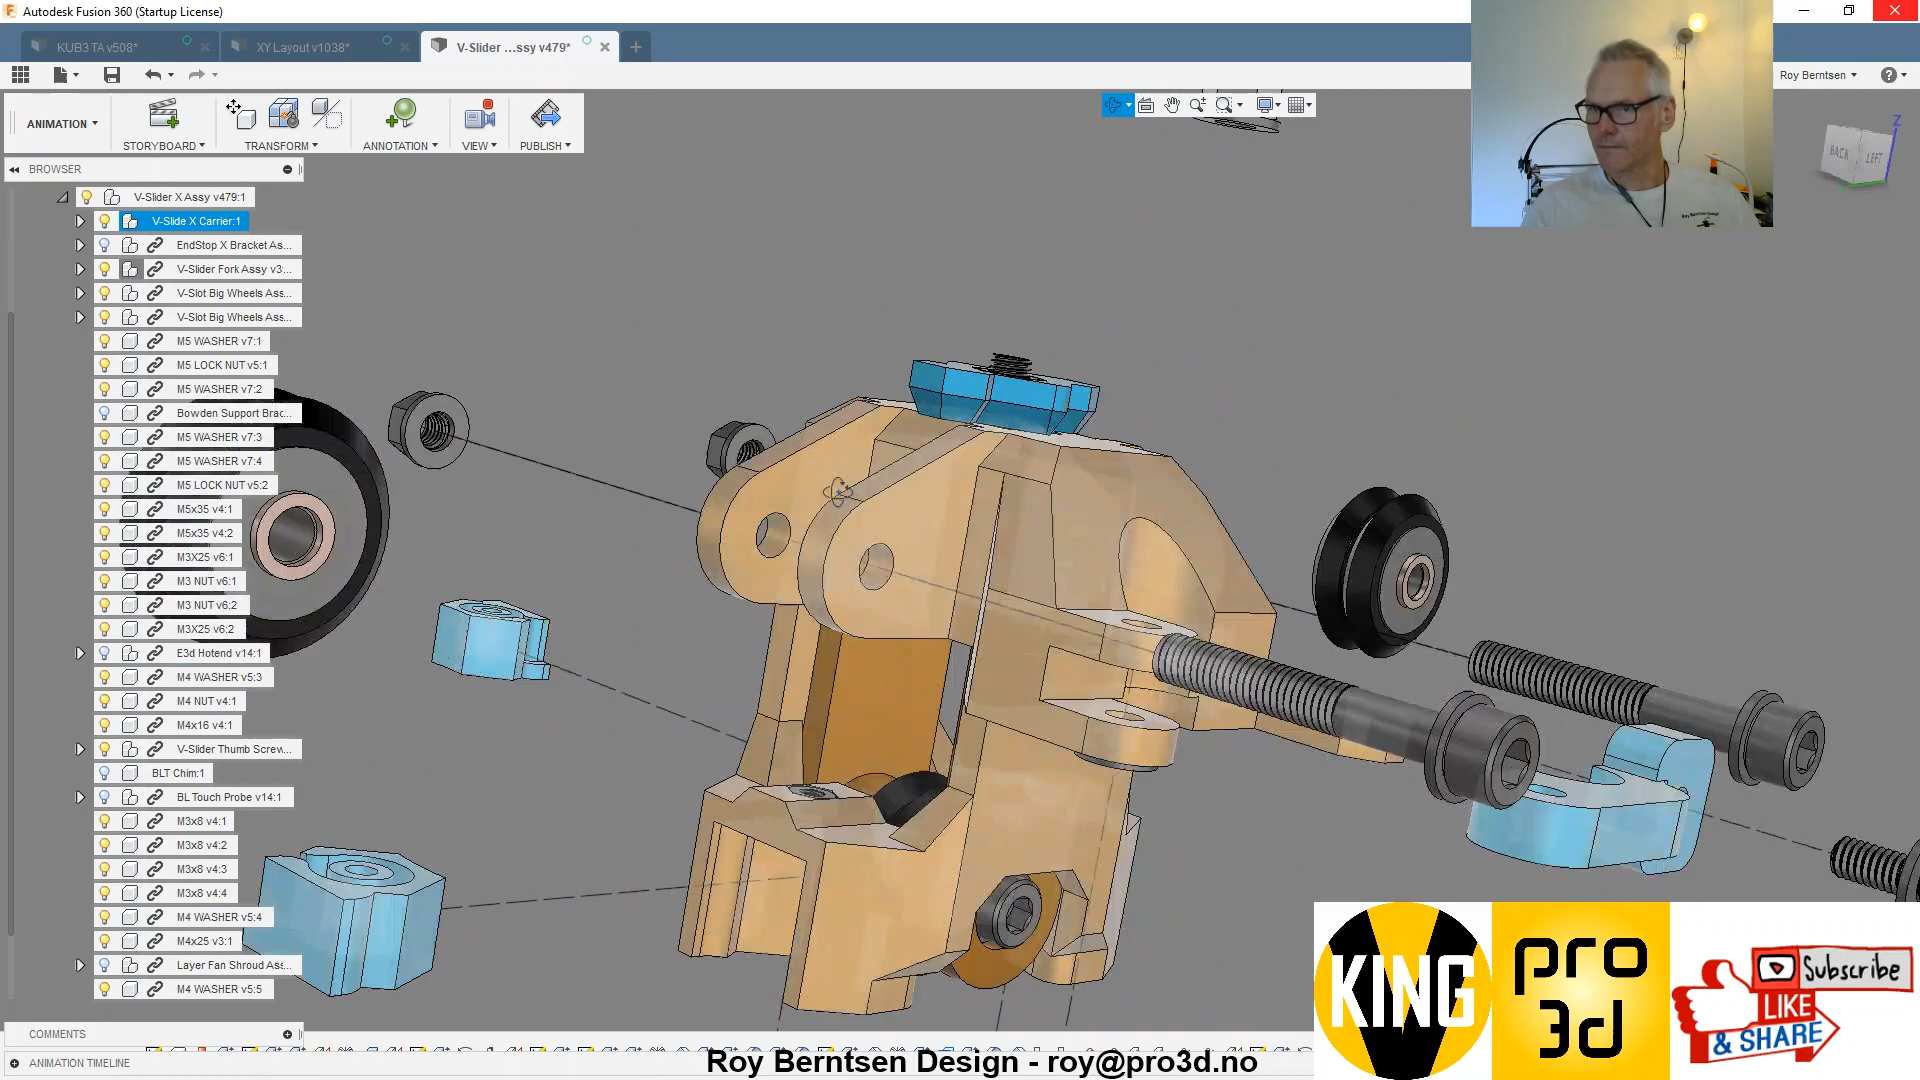 Autodesk Fusion 360 (Startup License)
KUB3 TA v508*
XY Layout v1038*
V-Slider ...ssy v479*
Roy Berntsen
ANIMATION
STORYBOARD
TRANSFORM
ANNOTATION
VIEW
PUBLISH
BACK
LEFT
Z
BROWSER
V-Slider X Assy v479:1
V-Slide X Carrier:1
EndStop X Bracket As...
V-Slider Fork Assy v3...
V-Slot Big Wheels Ass...
V-Slot Big Wheels Ass...
M5 WASHER v7:1
M5 LOCK NUT v5:1
M5 WASHER v7:2
Bowden Support Brac...
M5 WASHER v7:3
M5 WASHER v7:4
M5 LOCK NUT v5:2
M5x35 v4:1
M5x35 v4:2
M3X25 v6:1
M3 NUT v6:1
M3 NUT v6:2
M3X25 v6:2
E3d Hotend v14:1
M4 WASHER v5:3
M4 NUT v4:1
M4x16 v4:1
V-Slider Thumb Screw...
BLT Chim:1
BL Touch Probe v14:1
M3x8 v4:1
M3x8 v4:2
M3x8 v4:3
M3x8 v4:4
M4 WASHER v5:4
M4x25 v3:1
Layer Fan Shroud Ass...
M4 WASHER v5:5
COMMENTS
ANIMATION TIMELINE
KING
pro
3d
Subscribe
LIKE
& SHARE
Roy Berntsen Design - roy@pro3d.no